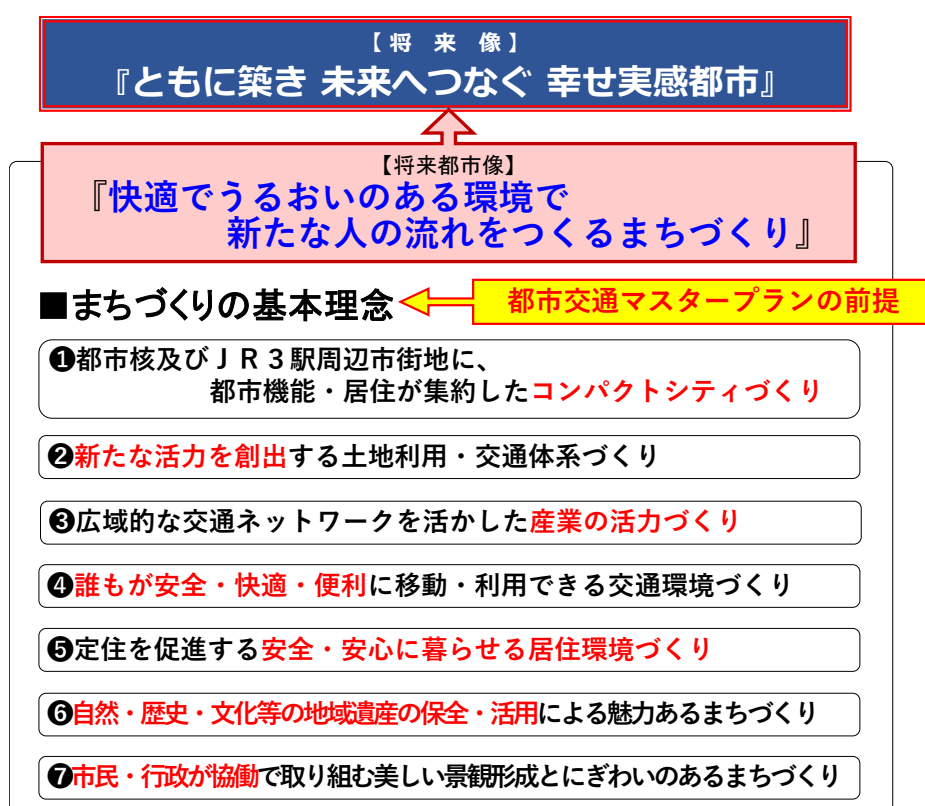 【将来像】
『ともに築き 未来へつなぐ 幸せ実感都市』
【将来都市像】
『快適でうるおいのある環境で
新たな人の流れをつくるまちづくり』
■まちづくりの基本理念
都市交通マスタープランの前提
❶都市核及びＪＲ３駅周辺市街地に、
都市機能・居住が集約したコンパクトシティづくり
❷新たな活力を創出する土地利用・交通体系づくり
❸広域的な交通ネットワークを活かした産業の活力づくり
❹誰もが安全・快適・便利に移動・利用できる交通環境づくり
❺定住を促進する安全・安心に暮らせる居住環境づくり
❻自然・歴史・文化等の地域遺産の保全・活用による魅力あるまちづくり
❼市民・行政が協働で取り組む美しい景観形成とにぎわいのあるまちづくり